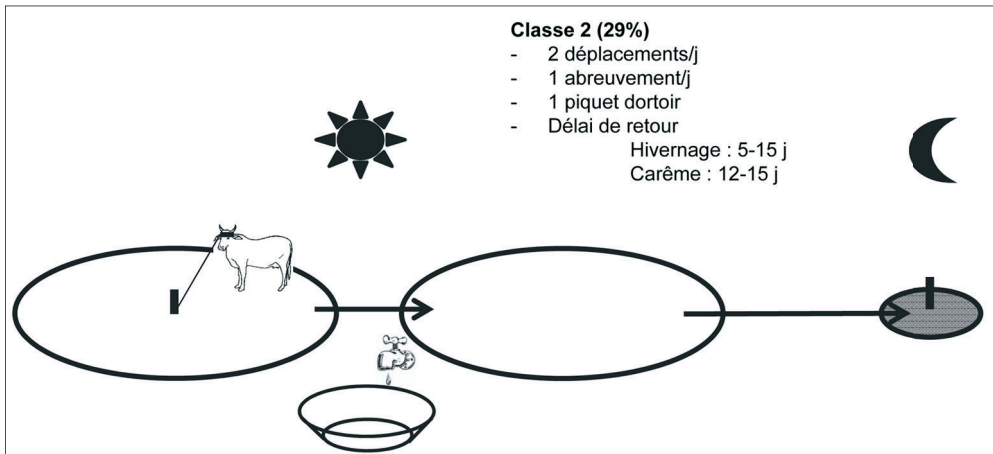 Classe 2 (29%)
- 2 déplacements/j
- 1 abreuvement/j
- 1 piquet dortoir
- Délai de retour
Hivernage : 5-15 j
Carême : 12-15 j